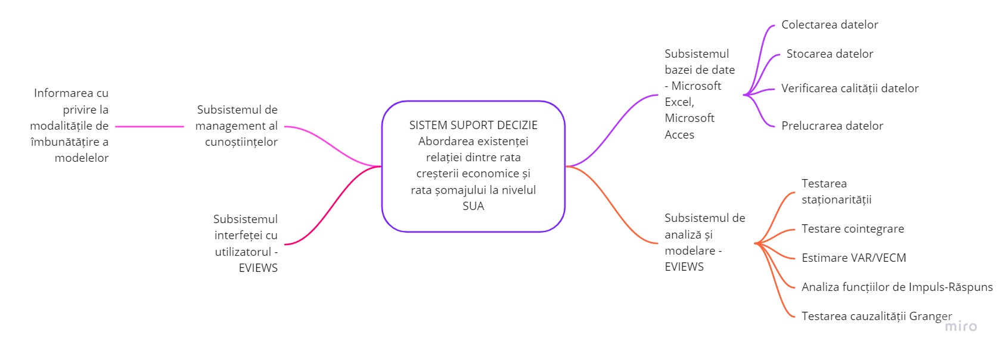 SISTEM SUPORT DECIZIE
Abordarea existenței
relației dintre rata
creșterii economice și
rata șomajului la nivelul
SUA
Subsistemul
bazei de date
- Microsoft
Excel,
Microsoft
Acces
Colectarea datelor
Stocarea datelor
Verificarea calității datelor
Prelucrarea datelor
Subsistemul de
analiză și
modelare -
EVIEWS
Testarea
staționarității
Testare cointegrare
Estimare VAR/VECM
Analiza funcțiilor de Impuls-Răspuns
Testarea cauzalității Granger
Subsistemul de
management al
cunoștiințelor
Informarea cu
privire la
modalitățile de
îmbunătățire a
modelelor
Subsistemul
interfeței cu
utilizatorul -
EVIEWS
miro